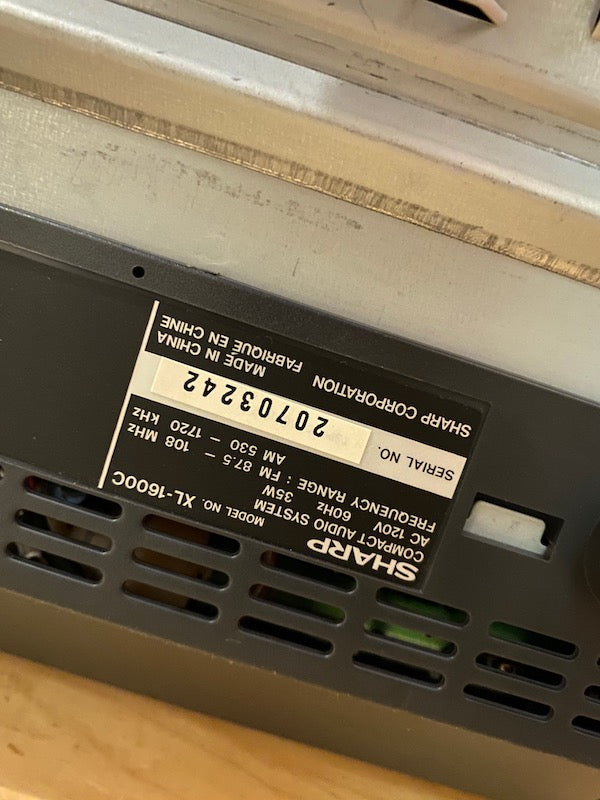 SHARP
COMPACT AUDIO SYSTEM MODEL NO. XL-1600C
AC 120V 60Hz 35W
FREQUENCY RANGE : FM 87.5 – 108 MHz
AM 530 – 1720 kHz
SERIAL NO. 20703242
SHARP CORPORATION MADE IN CHINA
FABRIQUÉ EN CHINE